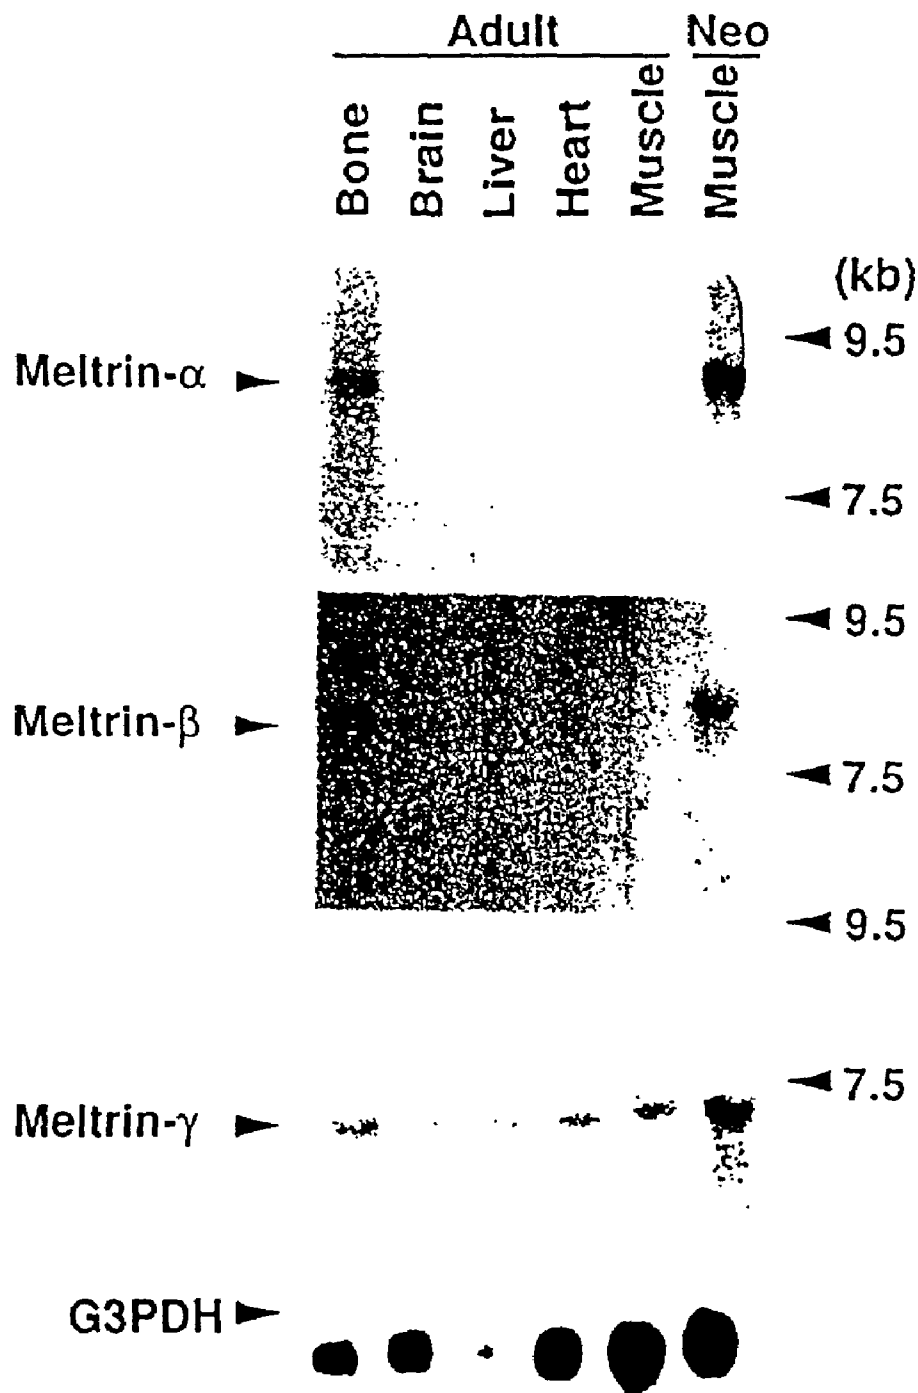 Adult Neo
Bone Brain Liver Heart Muscle Muscle
(kb)
9.5
Meltrin-α
7.5
9.5
Meltrin-β
7.5
9.5
7.5
Meltrin-γ
G3PDH